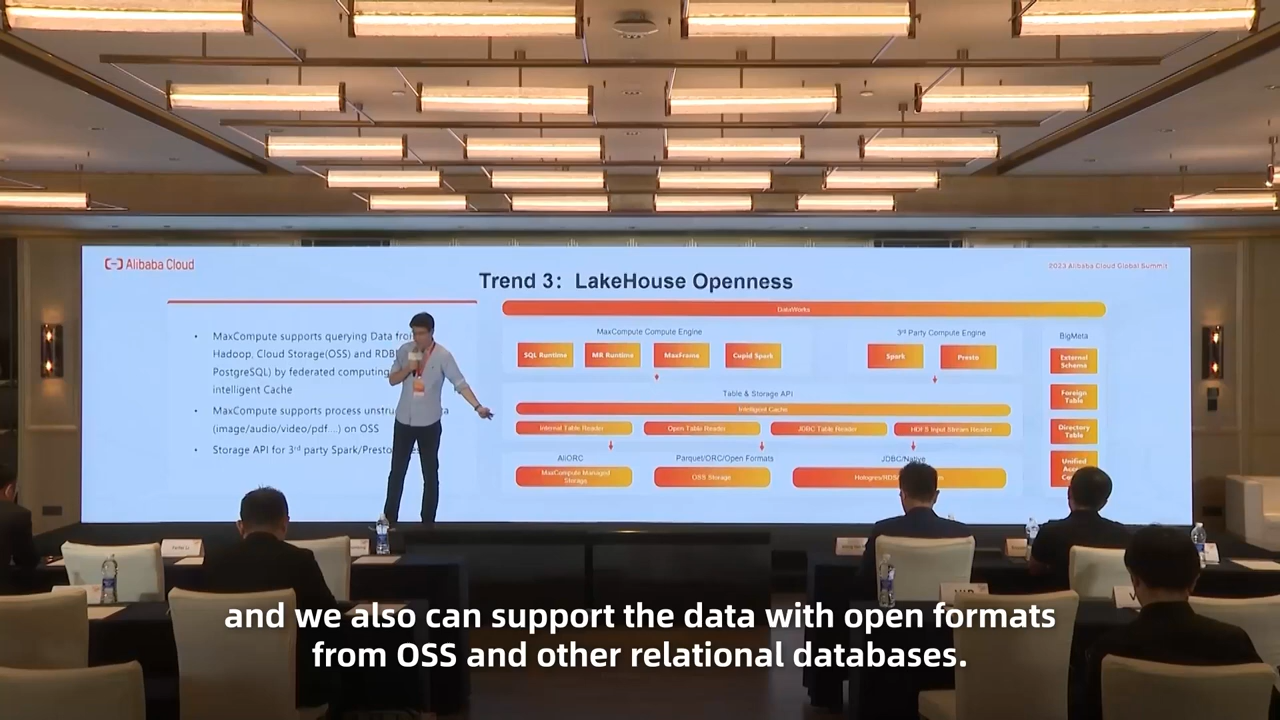 Alibaba Cloud
2023 Alibaba Cloud Global Summit
Trend 3: LakeHouse Openness
MaxCompute supports querying Data
Hadoop, Cloud Storage(OSS) and
PostgreSQL) by federated computing
intelligent Cache
MaxCompute supports process
(image/audio/video/pdf....) on OSS
Storage API for 3rd party Spark/Presto
DataWorks
MaxCompute Compute Engine
3rd Party Compute Engine
BigMeta
SQL Runtime
MR Runtime
MaxFrame
Cupid Spark
Spark
Presto
External
Schema
Foreign
Table
Directory
Table
Unified
Table & Storage API
Intelligent Cache
Internal Table Reader
Open Table Reader
JDBC Table Reader
HDFS Input Stream Reader
AliORC
Parquet/ORC/Open Formats
JDBC/Native
MaxCompute Managed
Storage
OSS Storage
and we also can support the data with open formats
from OSS and other relational databases.